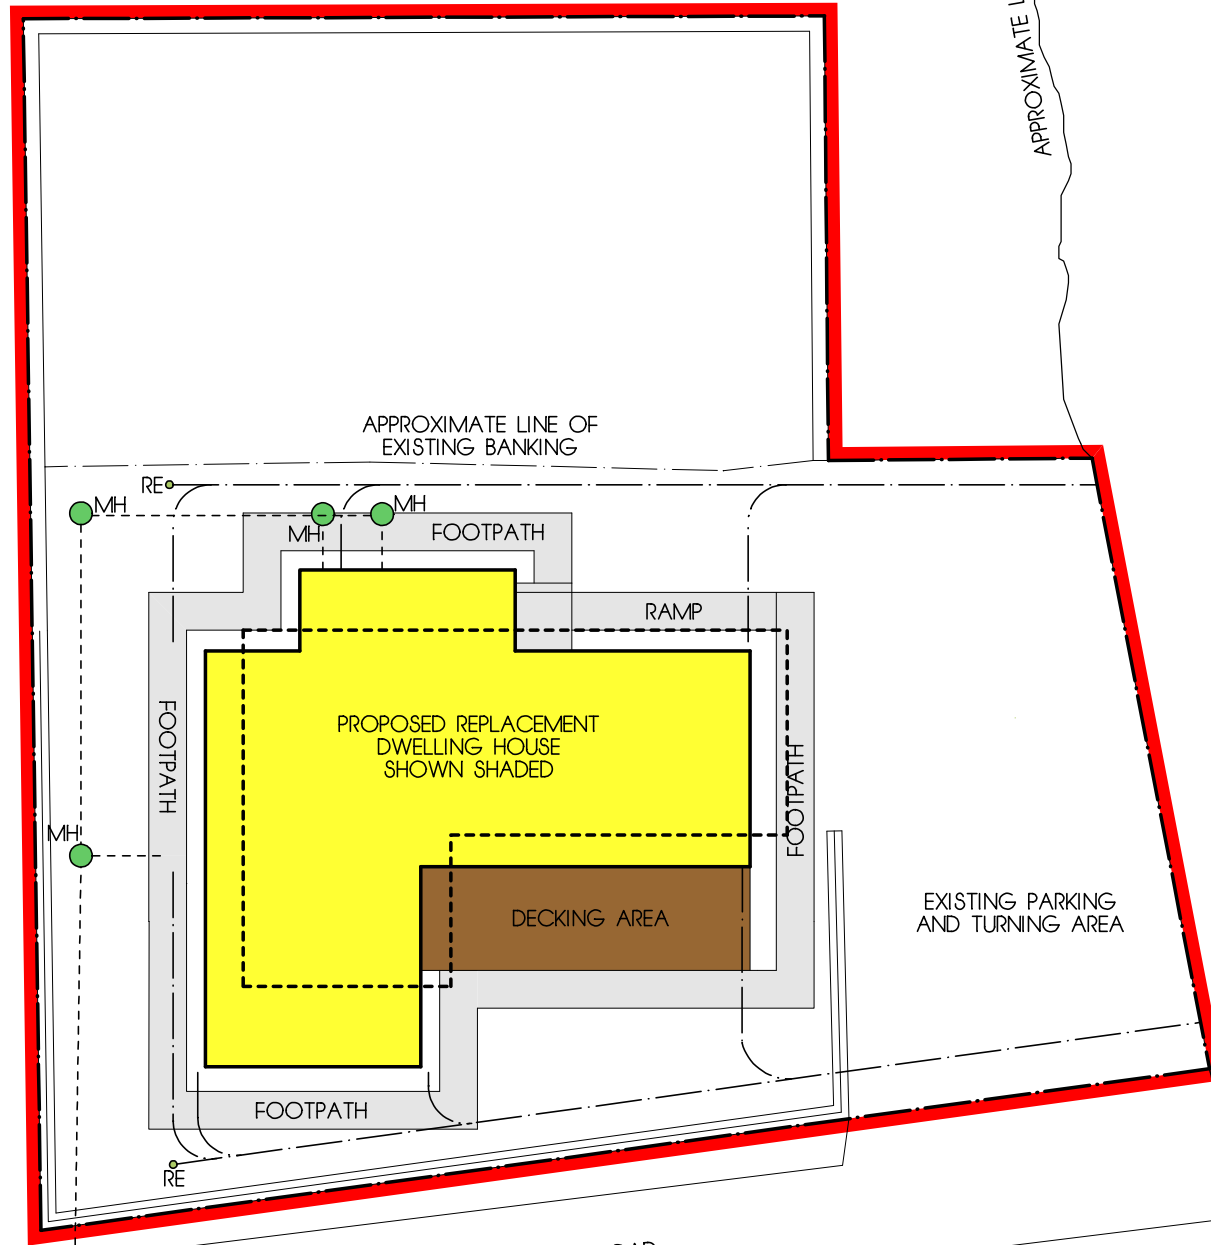 APPROXIMATE
APPROXIMATE LINE OF
EXISTING BANKING
RE
MH
MH
MH
FOOTPATH
RAMP
FOOTPATH
PROPOSED REPLACEMENT
DWELLING HOUSE
SHOWN SHADED
FOOTPATH
MH
DECKING AREA
EXISTING PARKING
AND TURNING AREA
FOOTPATH
RE